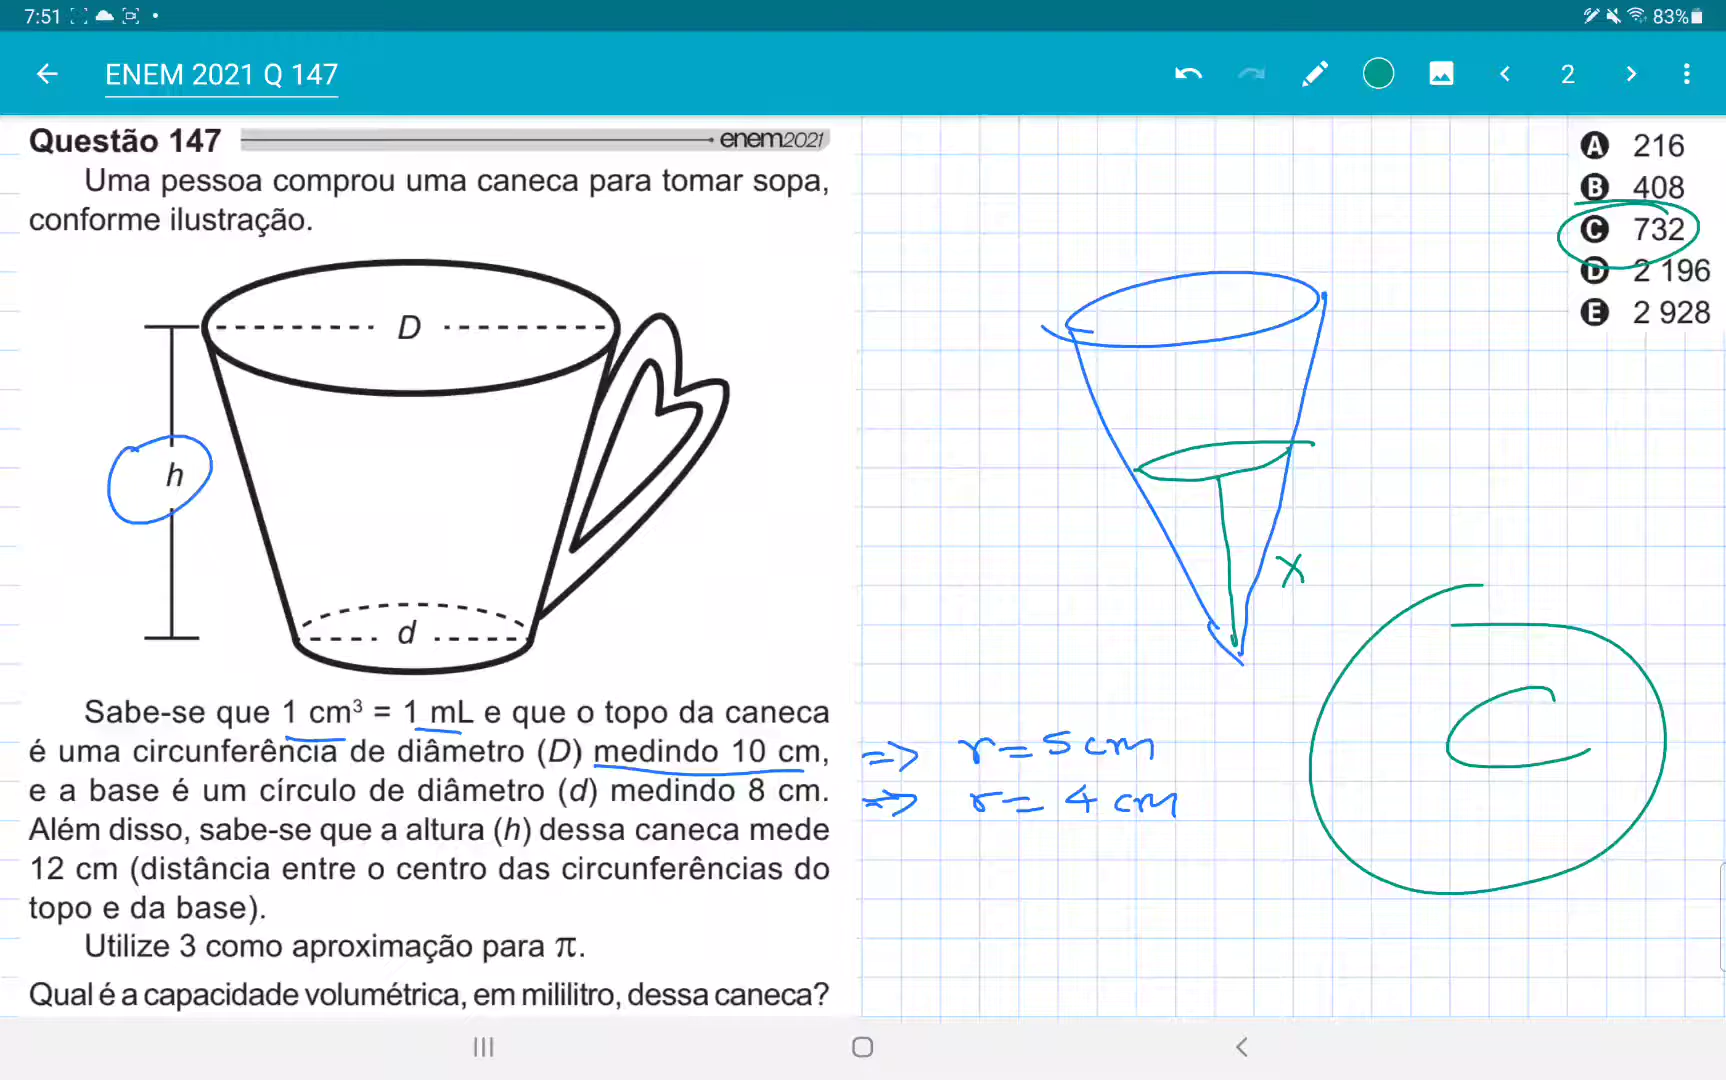 7:51
83%
ENEM 2021 Q 147
2
Questão 147
enem2021
Uma pessoa comprou uma caneca para tomar sopa,
conforme ilustração.
D
h
d
Sabe-se que 1 cm³ = 1 mL e que o topo da caneca
é uma circunferência de diâmetro (D) medindo 10 cm,
e a base é um círculo de diâmetro (d) medindo 8 cm.
Além disso, sabe-se que a altura (h) dessa caneca mede
12 cm (distância entre o centro das circunferências do
topo e da base).
Utilize 3 como aproximação para π.
Qual é a capacidade volumétrica, em mililitro, dessa caneca?
A 216
B 408
C 732
D 2 196
E 2 928
x
=> r = 5 cm
=> r = 4 cm
C